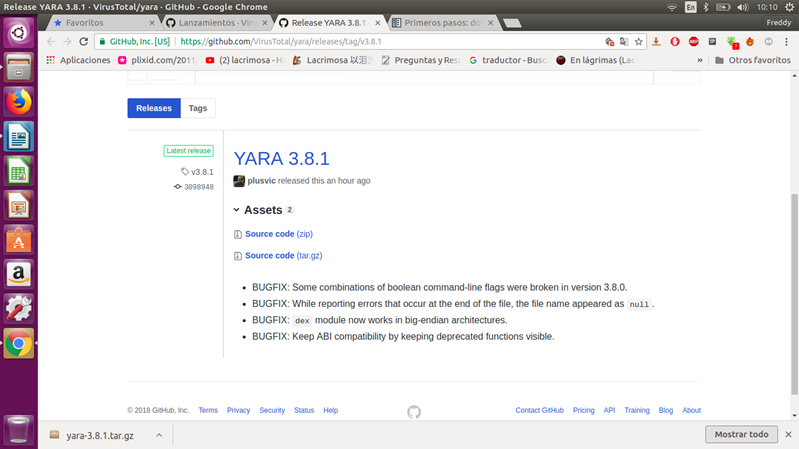 Release YARA 3.8.1 · VirusTotal/yara · GitHub - Google Chrome
En
10:10
Favoritos
Lanzamientos · Virus
Release YARA 3.8.1
Primeros pasos: d
Freddy
GitHub, Inc. [US]
https://github.com/VirusTotal/yara/releases/tag/v3.8.1
Aplicaciones
plixid.com/2011
(2) lacrimosa - H
Lacrimosa 以泪
Preguntas y Res
traductor - Busc
En lágrimas (Lac
»
Otros favoritos
Releases
Tags
Latest release
v3.8.1
3098948
YARA 3.8.1
plusvic released this an hour ago
Assets 2
Source code (zip)
Source code (tar.gz)
• BUGFIX: Some combinations of boolean command-line flags were broken in version 3.8.0.
• BUGFIX: While reporting errors that occur at the end of the file, the file name appeared as null .
• BUGFIX: dex module now works in big-endian architectures.
• BUGFIX: Keep ABI compatibility by keeping deprecated functions visible.
© 2018 GitHub, Inc.
Terms
Privacy
Security
Status
Help
Contact GitHub
Pricing
API
Training
Blog
About
yara-3.8.1.tar.gz
Mostrar todo